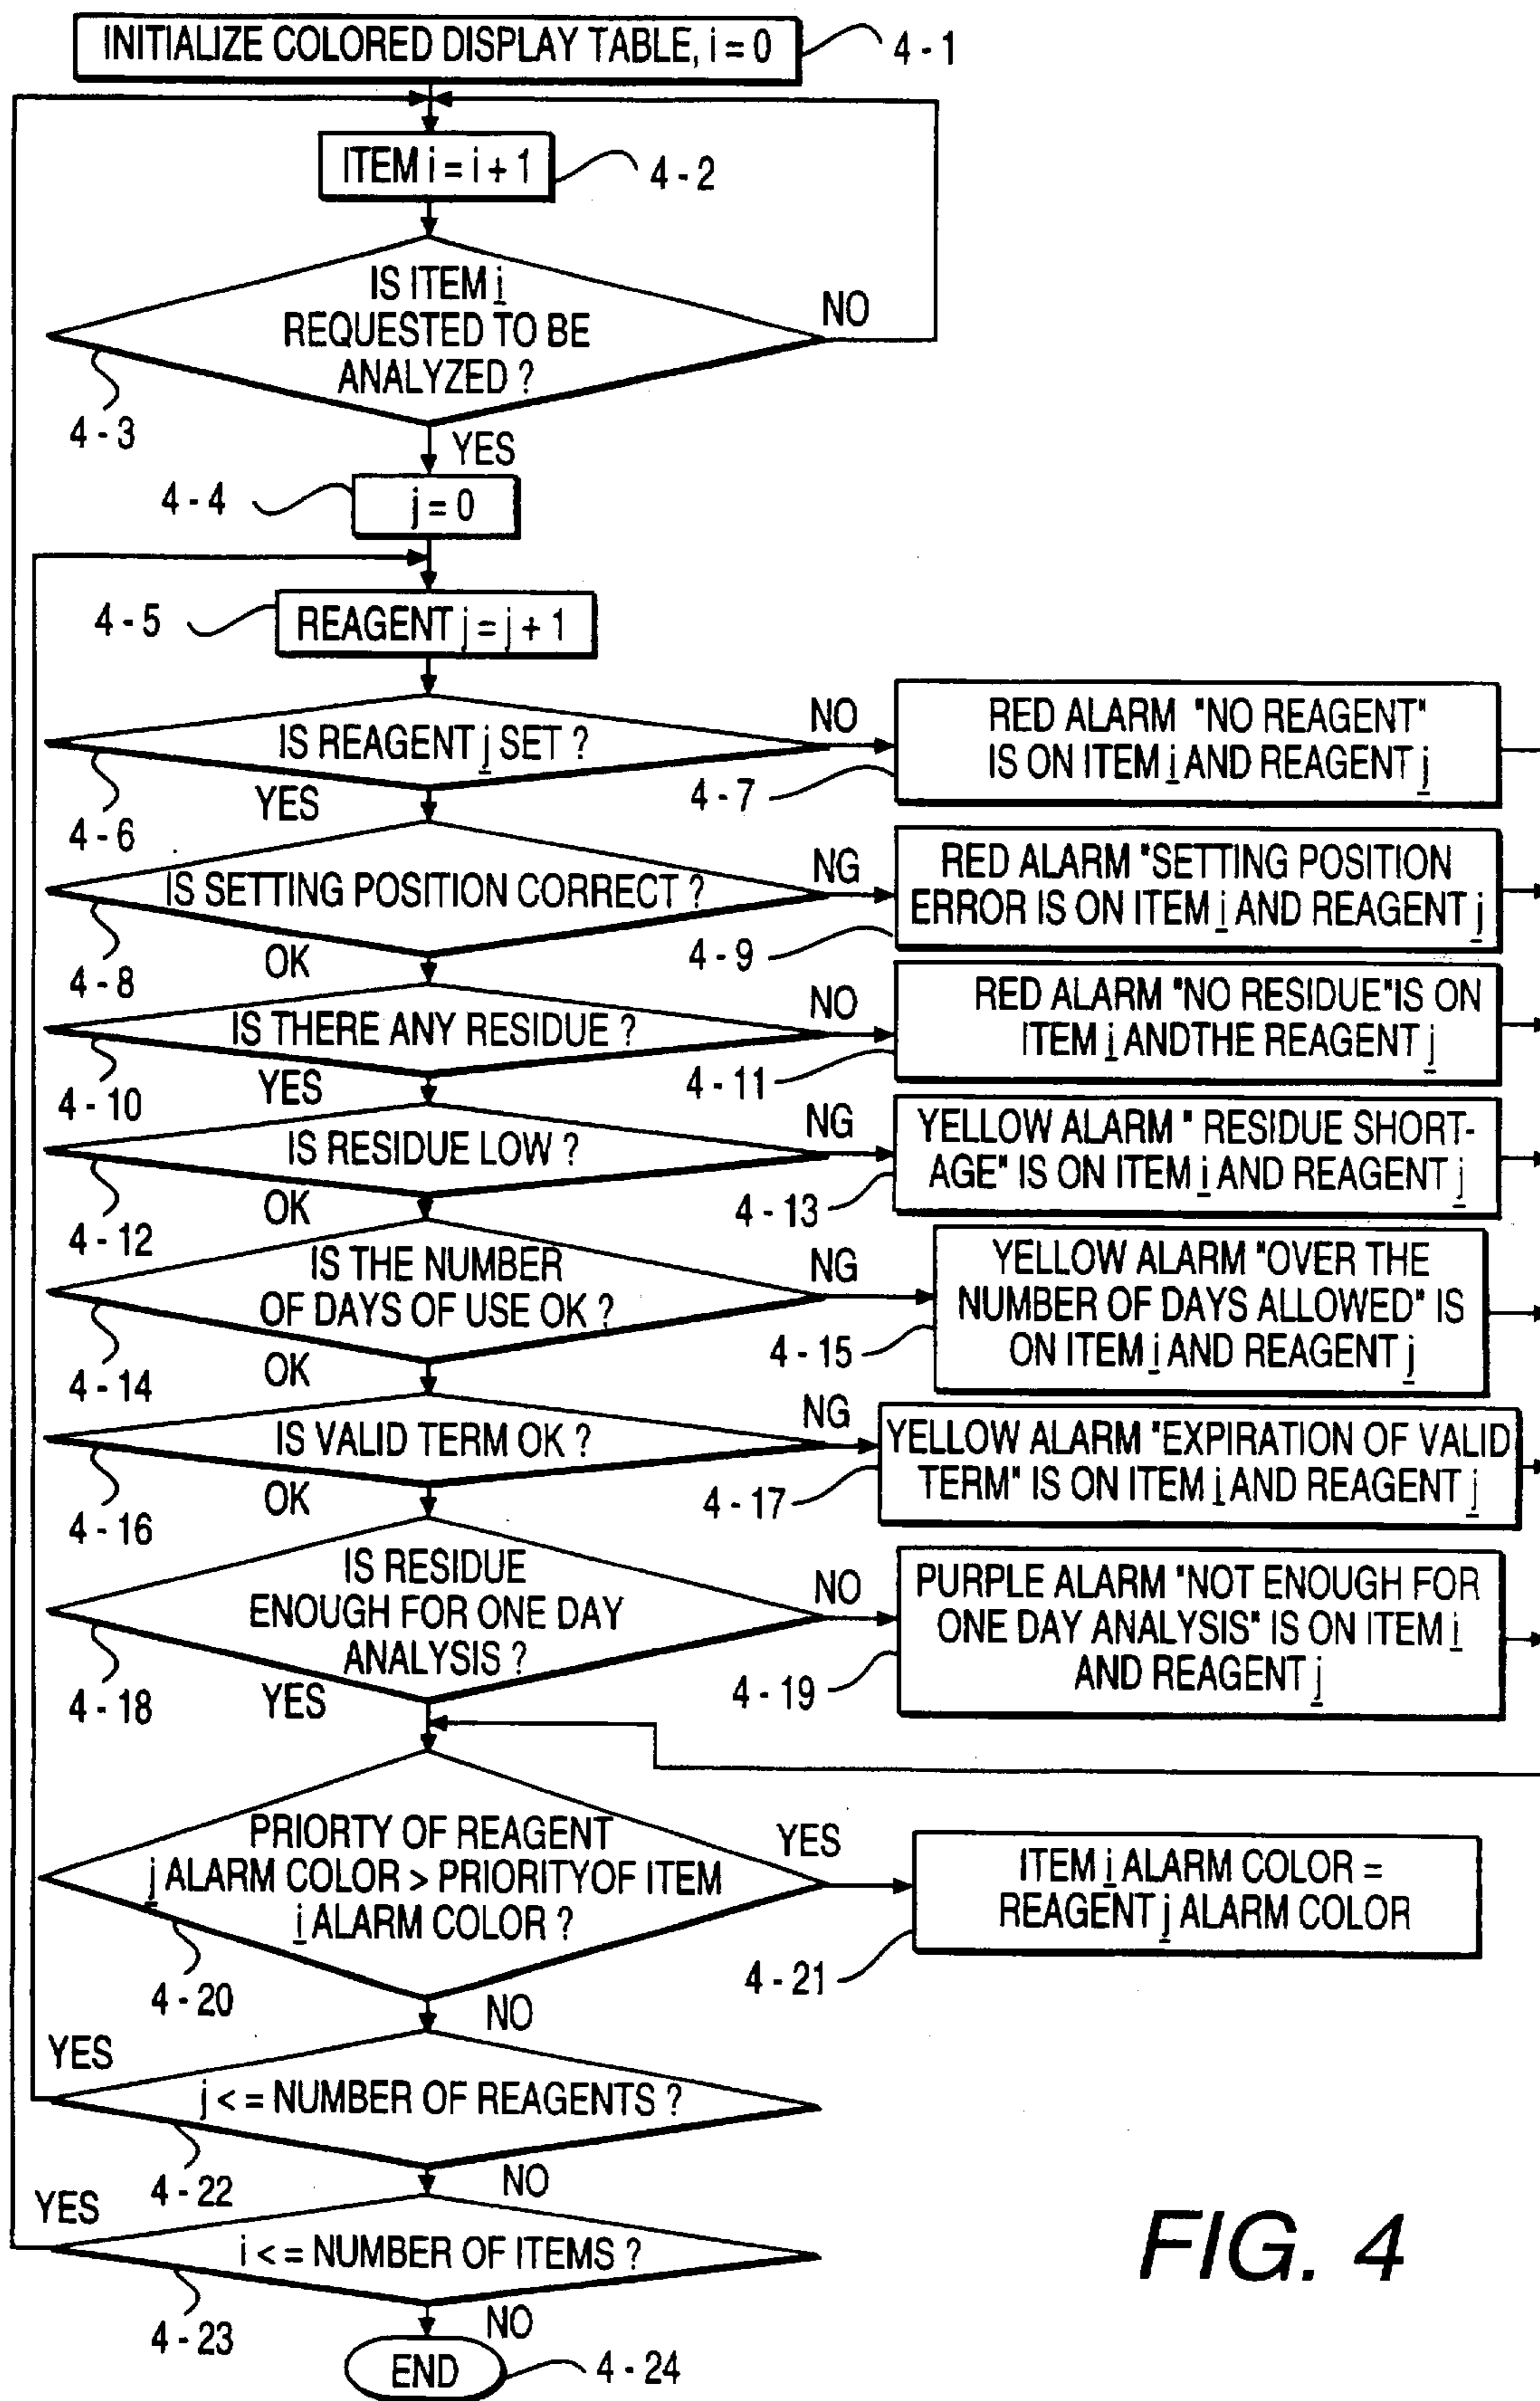 INITIALIZE COLORED DISPLAY TABLE, i = 0
4 - 1
ITEM i = i + 1
4 - 2
IS ITEM i
REQUESTED TO BE
ANALYZED ?
NO
4 - 3
YES
4 - 4
j = 0
4 - 5
REAGENT j = j + 1
IS REAGENT j SET ?
NO
4 - 6
YES
RED ALARM "NO REAGENT"
IS ON ITEM i AND REAGENT j
4 - 7
IS SETTING POSITION CORRECT ?
NG
4 - 8
OK
RED ALARM "SETTING POSITION
ERROR IS ON ITEM i AND REAGENT j
4 - 9
IS THERE ANY RESIDUE ?
NO
4 - 10
YES
RED ALARM "NO RESIDUE"IS ON
ITEM i ANDTHE REAGENT j
4 - 11
IS RESIDUE LOW ?
NG
4 - 12
OK
YELLOW ALARM " RESIDUE SHORT-
AGE" IS ON ITEM i AND REAGENT j
4 - 13
IS THE NUMBER
OF DAYS OF USE OK ?
NG
4 - 14
OK
YELLOW ALARM "OVER THE
NUMBER OF DAYS ALLOWED" IS
ON ITEM i AND REAGENT j
4 - 15
IS VALID TERM OK ?
NG
4 - 16
OK
YELLOW ALARM "EXPIRATION OF VALID
TERM" IS ON ITEM i AND REAGENT j
4 - 17
IS RESIDUE
ENOUGH FOR ONE DAY
ANALYSIS ?
NO
4 - 18
YES
PURPLE ALARM "NOT ENOUGH FOR
ONE DAY ANALYSIS" IS ON ITEM i
AND REAGENT j
4 - 19
PRIORTY OF REAGENT
j ALARM COLOR > PRIORITYOF ITEM
i ALARM COLOR ?
YES
4 - 20
NO
ITEM i ALARM COLOR =
REAGENT j ALARM COLOR
4 - 21
YES
j < = NUMBER OF REAGENTS ?
4 - 22
NO
YES
i < = NUMBER OF ITEMS ?
4 - 23
NO
END
4 - 24
FIG. 4